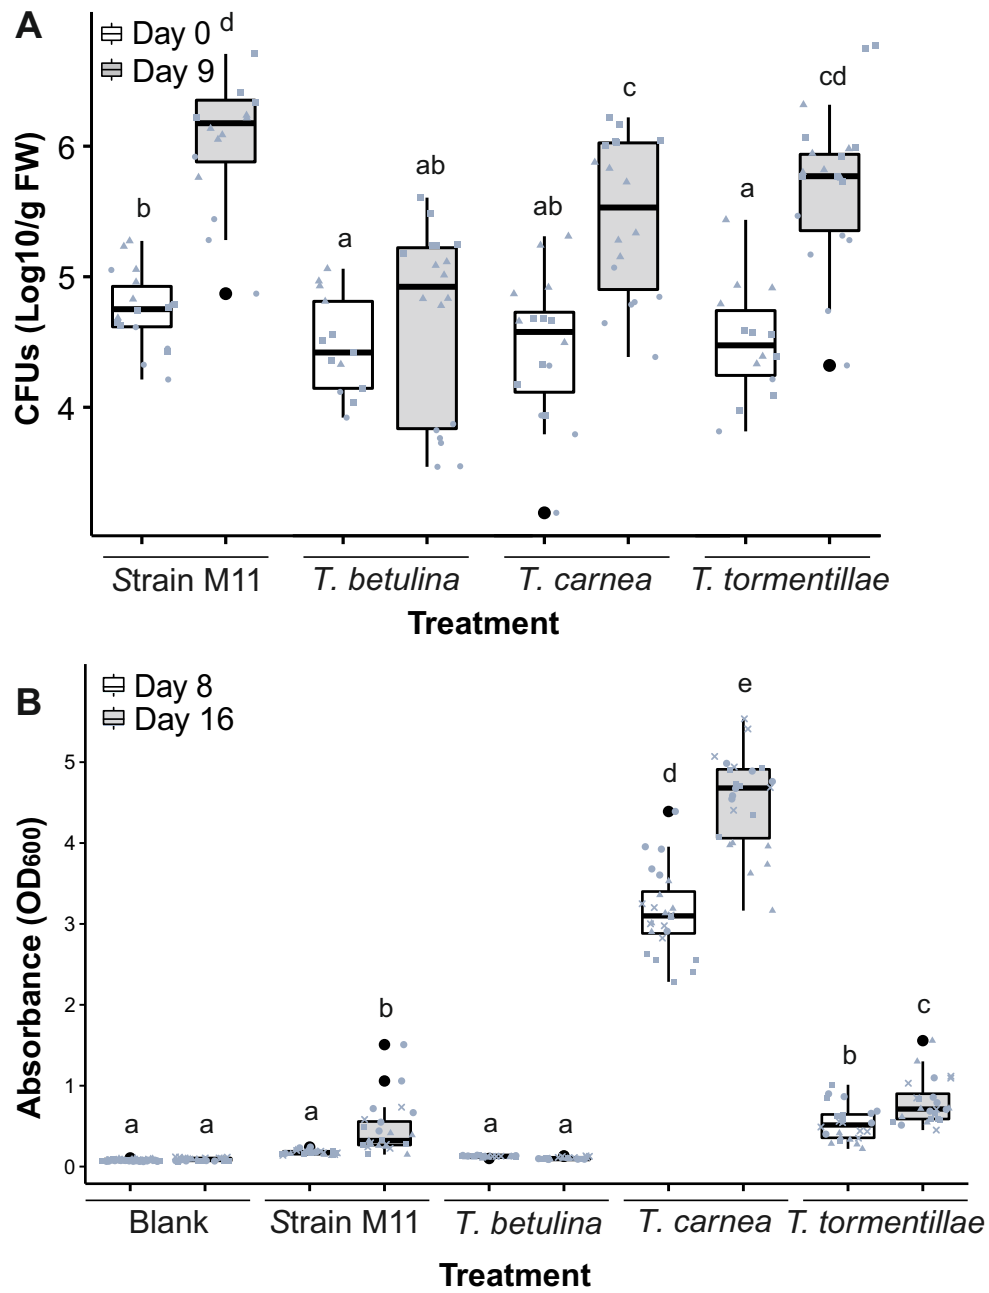 A
Day 0
Day 9
d
b
a
ab
ab
c
a
cd
CFUs (Log10/g FW)
6
5
4
Strain M11
T. betulina
T. carnea
T. tormentillae
Treatment
B
Day 8
Day 16
a
a
a
b
a
a
d
e
b
c
Absorbance (OD600)
5
4
3
2
1
0
Blank
Strain M11
T. betulina
T. carnea
T. tormentillae
Treatment